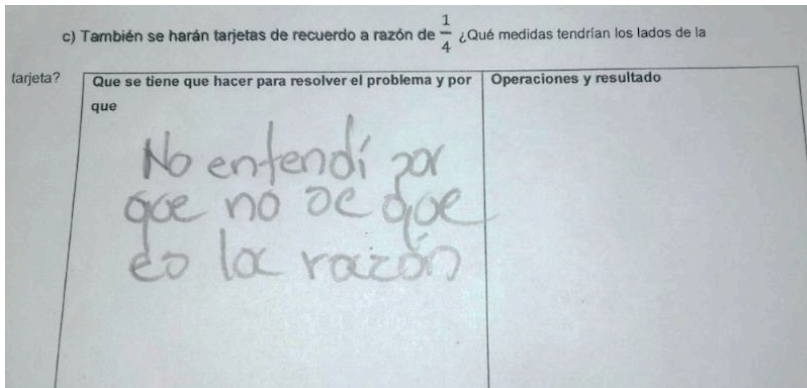 c) También se harán tarjetas de recuerdo a razón de 1/4 ¿Qué medidas tendrían los lados de la
tarjeta?
Que se tiene que hacer para resolver el problema y por
que
Operaciones y resultado
No entendí por
que no se que
es la razón